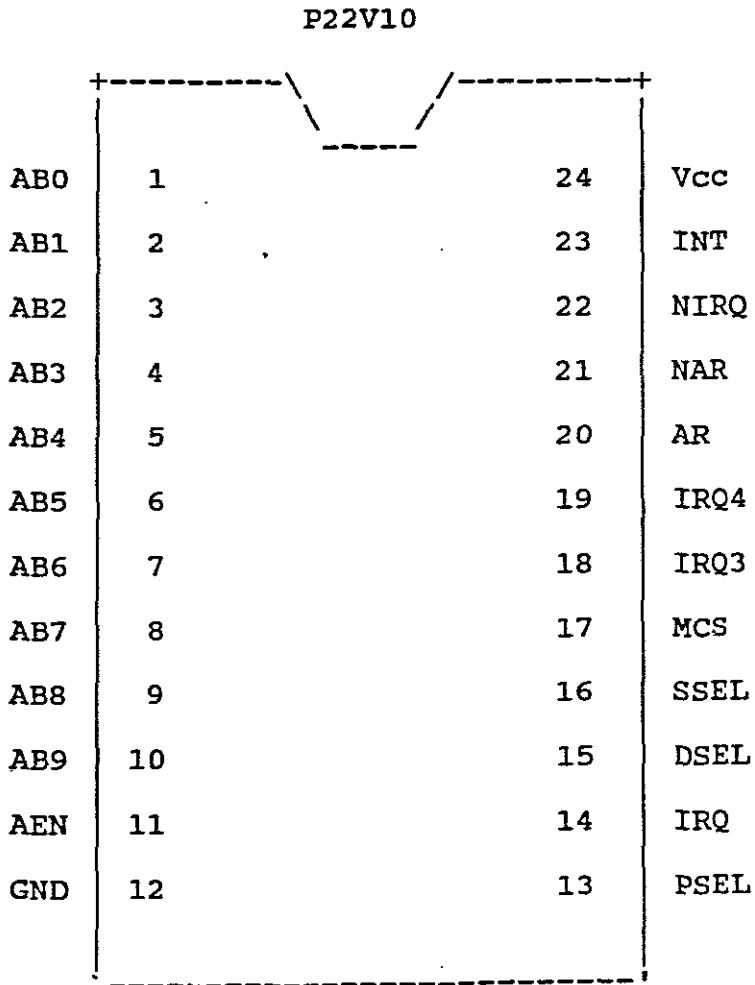 P22V10
AB0 1 24 Vcc
AB1 2 23 INT
AB2 3 22 NIRQ
AB3 4 21 NAR
AB4 5 20 AR
AB5 6 19 IRQ4
AB6 7 18 IRQ3
AB7 8 17 MCS
AB8 9 16 SSEL
AB9 10 15 DSEL
AEN 11 14 IRQ
GND 12 13 PSEL